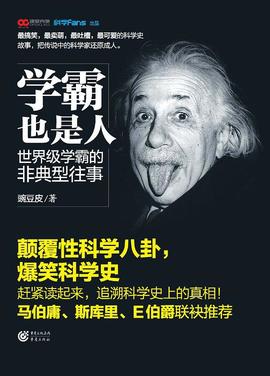 科学Fans 出品
最搞笑，最卖萌，最吐槽，最可爱的科学史
故事，把传说中的科学家还原成人。
学霸
也是人
世界级学霸的
非典型往事
豌豆皮/著
颠覆性科学八卦，
爆笑科学史
赶紧读起来，追溯科学史上的真相！
马伯庸、斯库里、E伯爵联袂推荐
重庆出版社